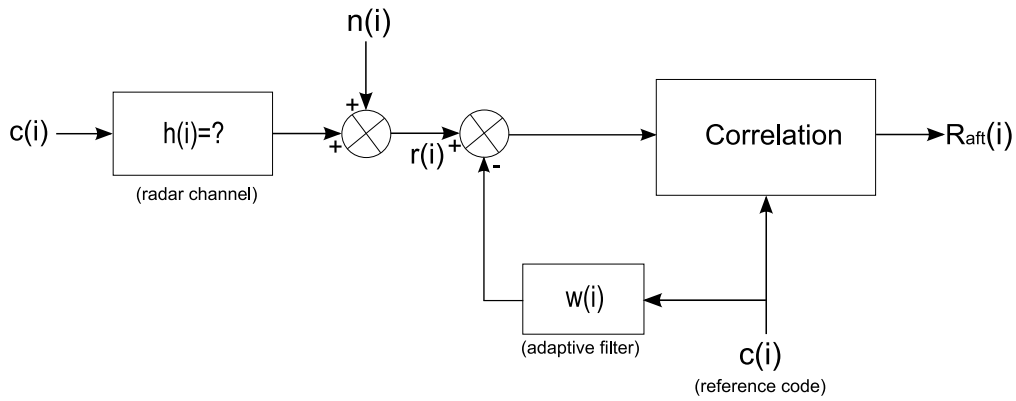 n(i)
c(i)
h(i)=?
(radar channel)
+
+
r(i)
+
-
Correlation
Raft(i)
w(i)
(adaptive filter)
c(i)
(reference code)